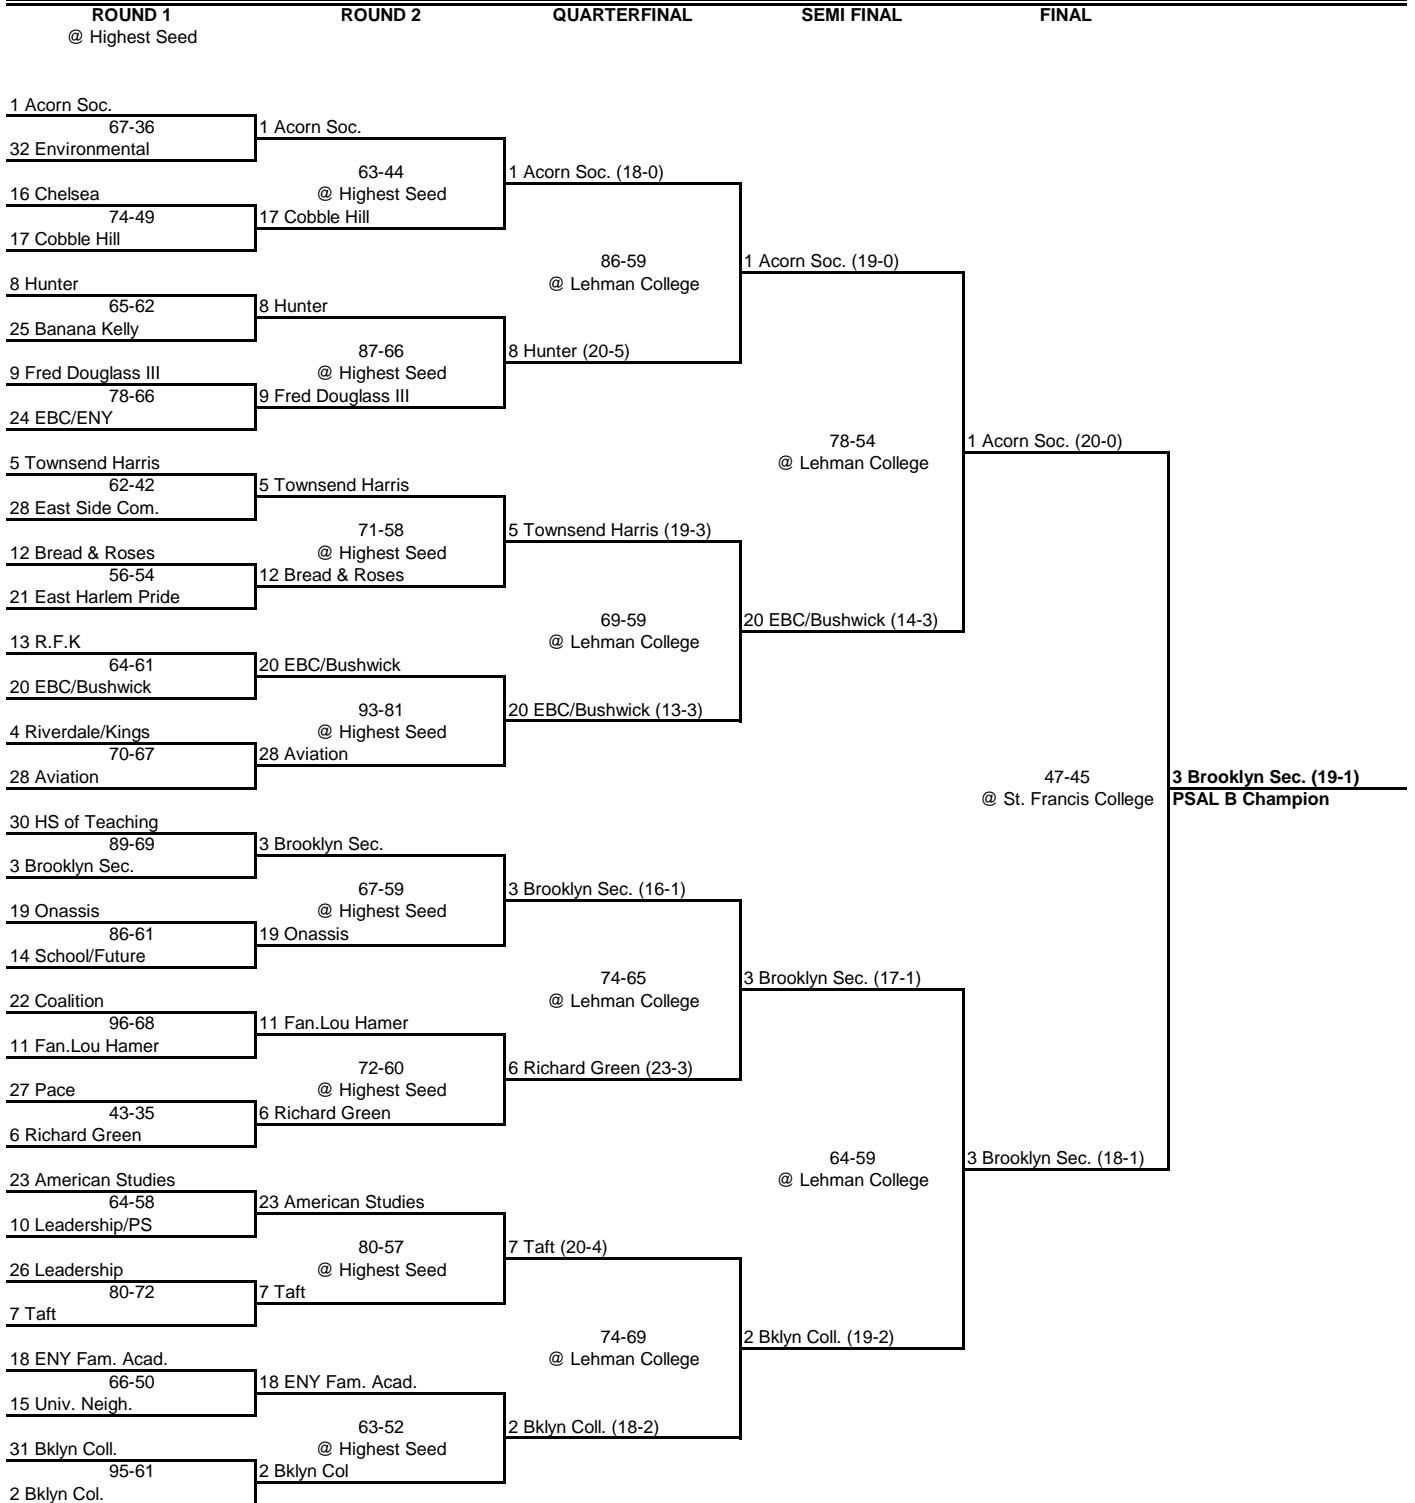 ROUND 1 ROUND 2 QUARTERFINAL SEMI FINAL FINAL
@ Highest Seed
1 Acorn Soc.
67-36 1 Acorn Soc.
32 Environmental
63-44 1 Acorn Soc. (18-0)
16 Chelsea @ Highest Seed
74-49 17 Cobble Hill
17 Cobble Hill
86-59 1 Acorn Soc. (19-0)
8 Hunter @ Lehman College
65-62 8 Hunter
25 Banana Kelly
87-66 8 Hunter (20-5)
9 Fred Douglass III @ Highest Seed
78-66 9 Fred Douglass III
24 EBC/ENY
78-54 1 Acorn Soc. (20-0)
5 Townsend Harris @ Lehman College
62-42 5 Townsend Harris
28 East Side Com.
71-58 5 Townsend Harris (19-3)
12 Bread & Roses @ Highest Seed
56-54 12 Bread & Roses
21 East Harlem Pride
69-59 20 EBC/Bushwick (14-3)
13 R.F.K @ Lehman College
64-61 20 EBC/Bushwick
20 EBC/Bushwick
93-81 20 EBC/Bushwick (13-3)
4 Riverdale/Kings @ Highest Seed
70-67 28 Aviation
28 Aviation 47-45 3 Brooklyn Sec. (19-1)
@ St. Francis College PSAL B Champion
30 HS of Teaching
89-69 3 Brooklyn Sec.
3 Brooklyn Sec.
67-59 3 Brooklyn Sec. (16-1)
19 Onassis @ Highest Seed
86-61 19 Onassis
14 School/Future
74-65 3 Brooklyn Sec. (17-1)
22 Coalition @ Lehman College
96-68 11 Fan.Lou Hamer
11 Fan.Lou Hamer
72-60 6 Richard Green (23-3)
27 Pace @ Highest Seed
43-35 6 Richard Green
6 Richard Green
64-59 3 Brooklyn Sec. (18-1)
23 American Studies @ Lehman College
64-58 23 American Studies
10 Leadership/PS
80-57 7 Taft (20-4)
26 Leadership @ Highest Seed
80-72 7 Taft
7 Taft
74-69 2 Bklyn Coll. (19-2)
18 ENY Fam. Acad. @ Lehman College
66-50 18 ENY Fam. Acad.
15 Univ. Neigh.
63-52 2 Bklyn Coll. (18-2)
31 Bklyn Coll. @ Highest Seed
95-61 2 Bklyn Col
2 Bklyn Col.